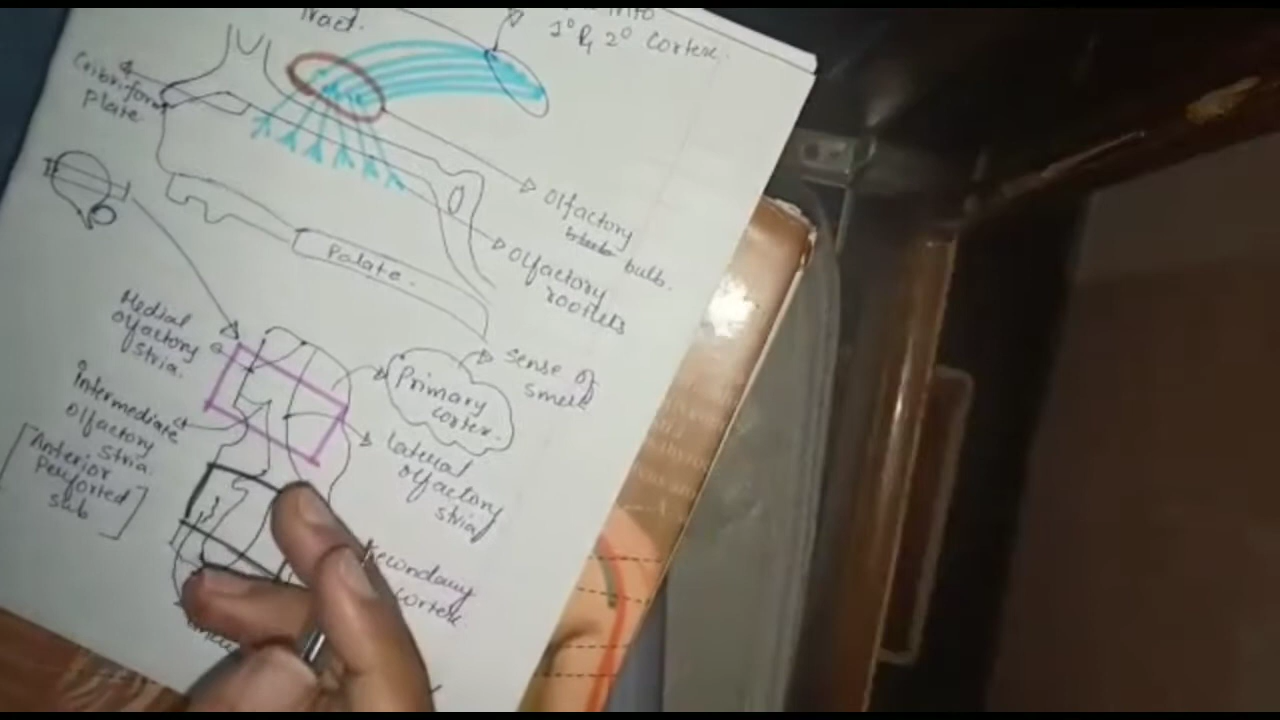 Tract.
into
1° & 2° cortex.
Cribriform
plate
Olfactory
bulb.
Olfactory
rootlets
Palate.
Medial
olfactory
stria.
Sense of
smell
Primary
cortex.
Intermediate
olfactory
stria.
Lateral
olfactory
stria
[Anterior
perforted
sub]
Secondary
cortex.